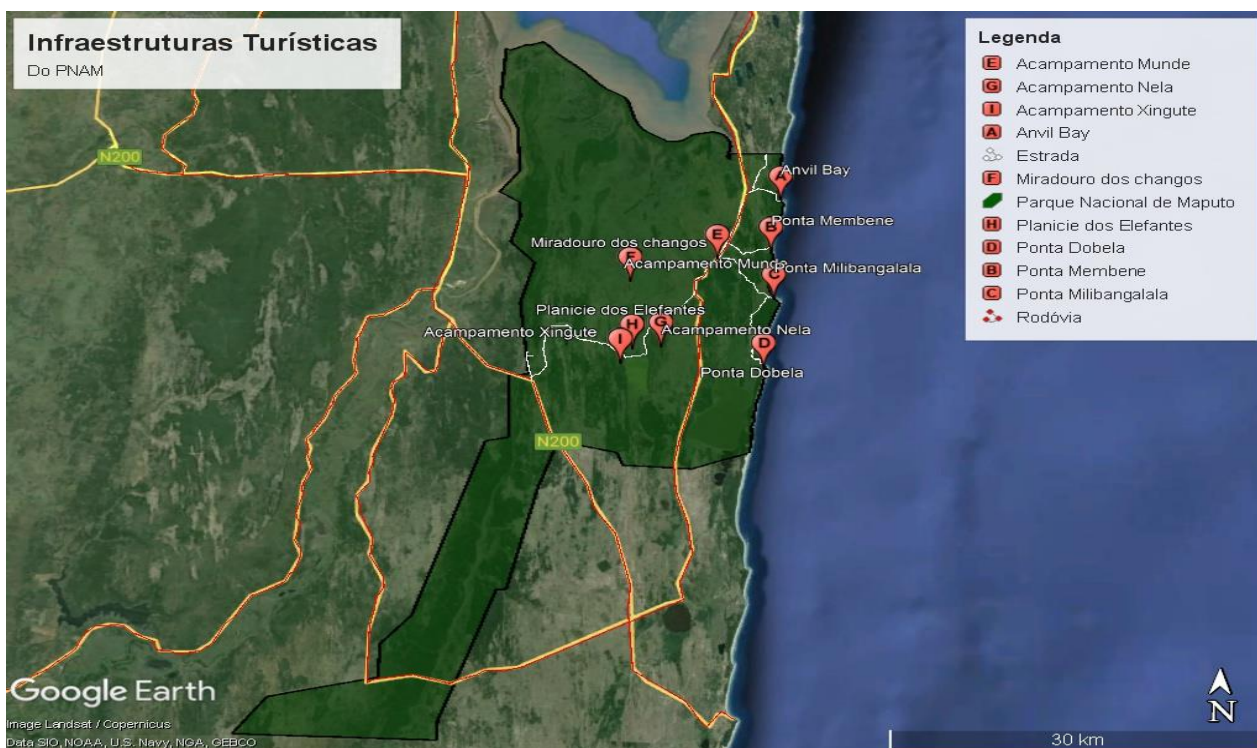 Infraestruturas Turísticas
Do PNAM
Legenda
E Acampamento Munde
G Acampamento Nela
I Acampamento Xingute
A Anvil Bay
Estrada
F Miradouro dos changos
Parque Nacional de Maputo
H Planicie dos Elefantes
D Ponta Dobela
B Ponta Membene
C Ponta Milibangalala
Rodóvia
N200
A Anvil Bay
B Ponta Membene
E
Miradouro dos changos
F
Acampamento Munde
C Ponta Milibangalala
Planicie dos Elefantes
H
G Acampamento Nela
Acampamento Xingute
I
D
Ponta Dobela
N200
Google Earth
Image Landsat / Copernicus
Data SIO, NOAA, U.S. Navy, NGA, GEBCO
N
30 km